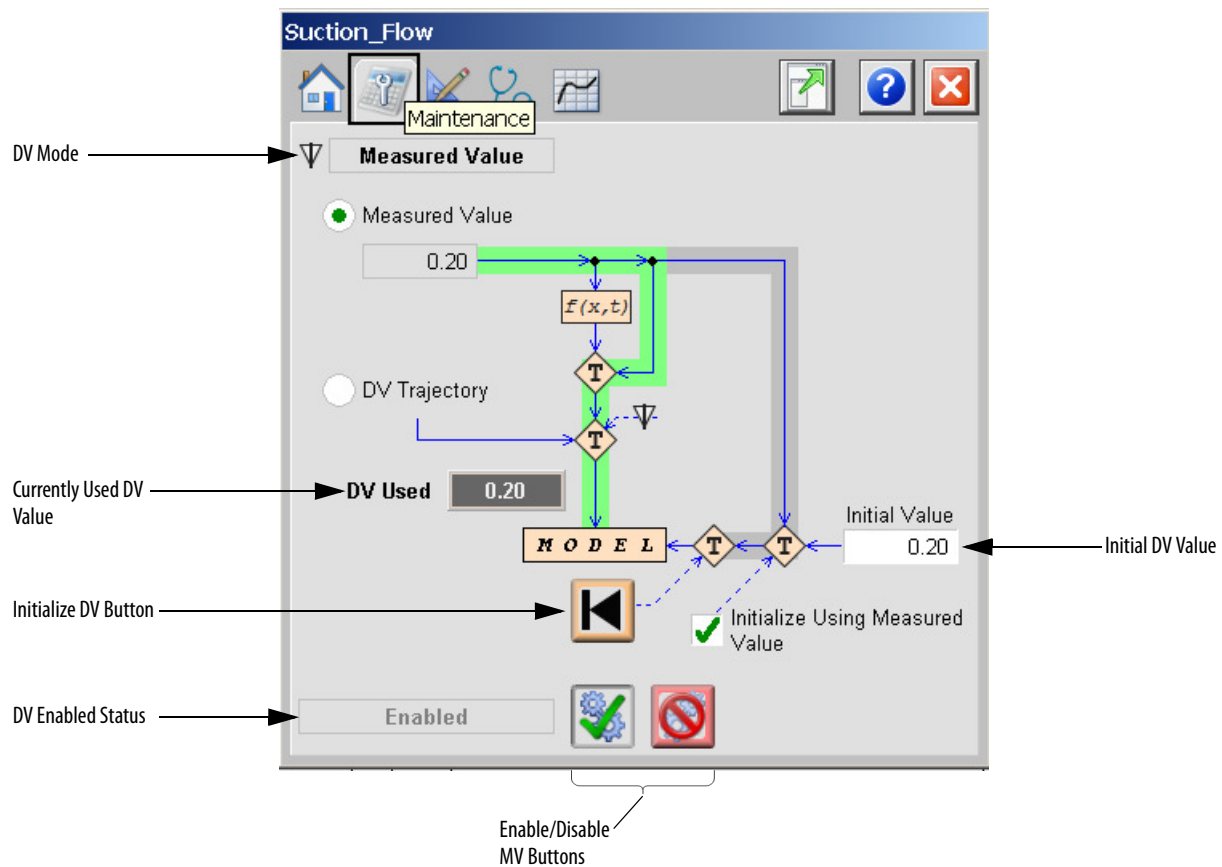 Suction_Flow
Maintenance
DV Mode
Measured Value
Measured Value
0.20
f(x,t)
T
DV Trajectory
T
Currently Used DV
Value
DV Used
0.20
Initial Value
M O D E L
T
T
0.20
Initial DV Value
Initialize DV Button
Initialize Using Measured
Value
DV Enabled Status
Enabled
Enable/Disable
MV Buttons